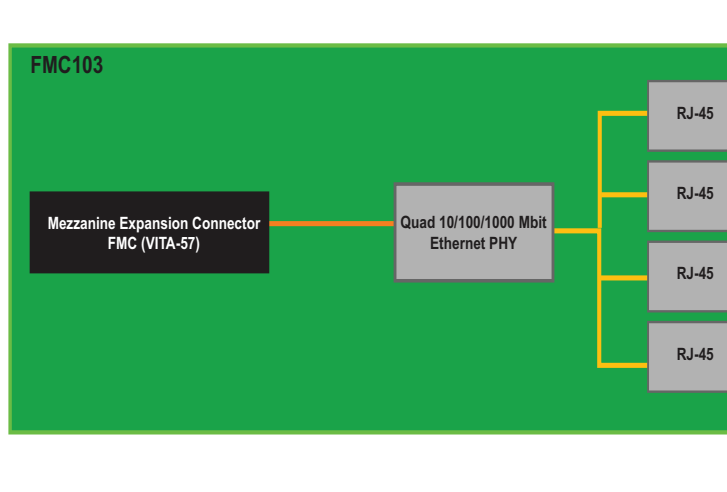 FMC103
Mezzanine Expansion Connector
FMC (VITA-57)
Quad 10/100/1000 Mbit
Ethernet PHY
RJ-45
RJ-45
RJ-45
RJ-45